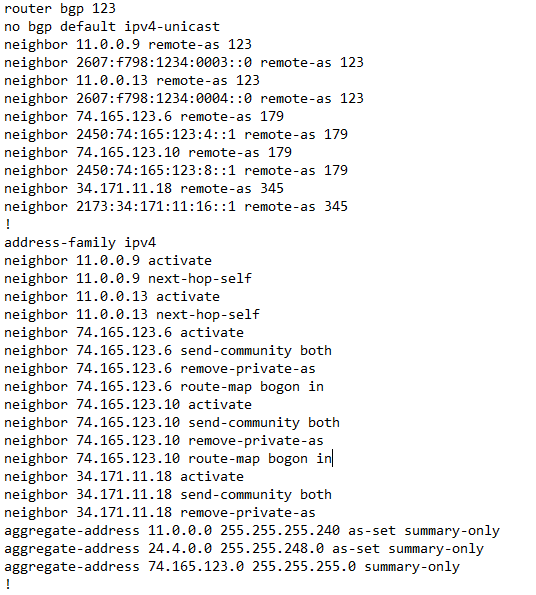 router bgp 123
no bgp default ipv4-unicast
neighbor 11.0.0.9 remote-as 123
neighbor 2607:f798:1234:0003::0 remote-as 123
neighbor 11.0.0.13 remote-as 123
neighbor 2607:f798:1234:0004::0 remote-as 123
neighbor 74.165.123.6 remote-as 179
neighbor 2450:74:165:123:4::1 remote-as 179
neighbor 74.165.123.10 remote-as 179
neighbor 2450:74:165:123:8::1 remote-as 179
neighbor 34.171.11.18 remote-as 345
neighbor 2173:34:171:11:16::1 remote-as 345
!
address-family ipv4
neighbor 11.0.0.9 activate
neighbor 11.0.0.9 next-hop-self
neighbor 11.0.0.13 activate
neighbor 11.0.0.13 next-hop-self
neighbor 74.165.123.6 activate
neighbor 74.165.123.6 send-community both
neighbor 74.165.123.6 remove-private-as
neighbor 74.165.123.6 route-map bogon in
neighbor 74.165.123.10 activate
neighbor 74.165.123.10 send-community both
neighbor 74.165.123.10 remove-private-as
neighbor 74.165.123.10 route-map bogon in
neighbor 34.171.11.18 activate
neighbor 34.171.11.18 send-community both
neighbor 34.171.11.18 remove-private-as
aggregate-address 11.0.0.0 255.255.255.240 as-set summary-only
aggregate-address 24.4.0.0 255.255.248.0 as-set summary-only
aggregate-address 74.165.123.0 255.255.255.0 summary-only
!